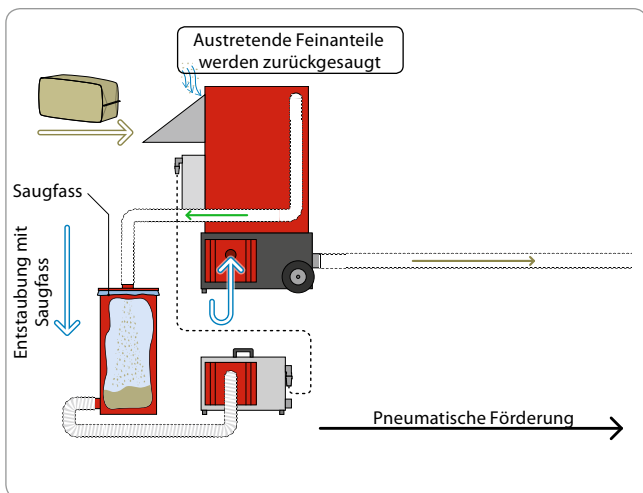 Austretende Feinanteile
werden zurückgesaugt
Saugfass
Entstaubung mit
Saugfass
Pneumatische Förderung